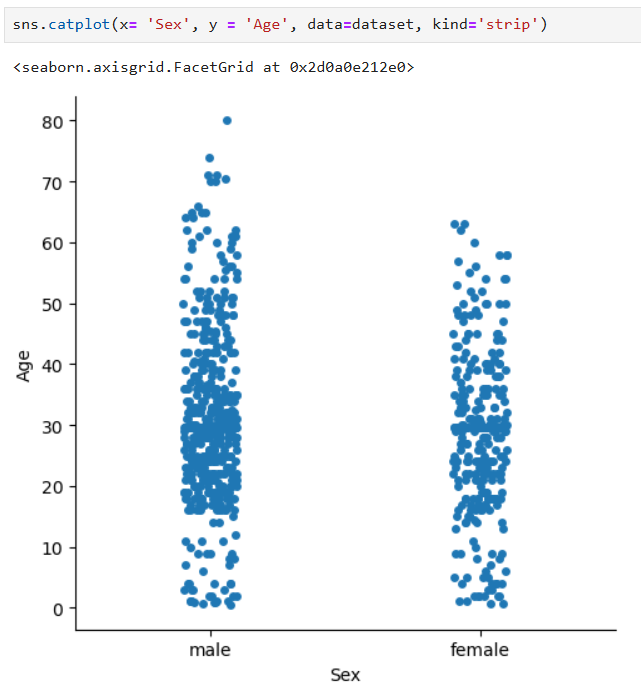 sns.catplot(x= 'Sex', y = 'Age', data=dataset, kind='strip')
<seaborn.axisgrid.FacetGrid at 0x2d0a0e212e0>
80
70
60
50
40
30
20
10
0
Age
male female
Sex